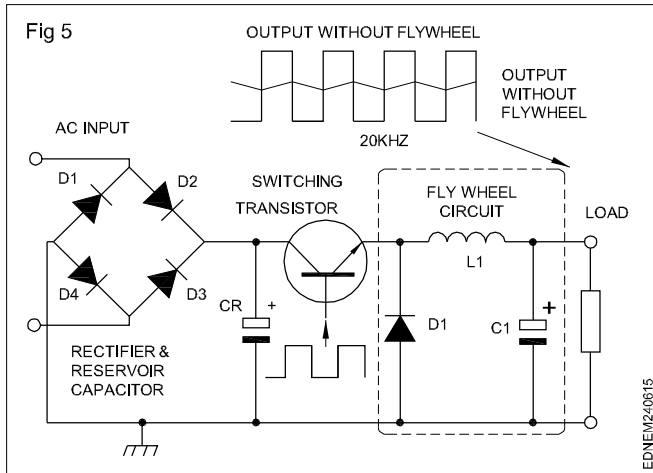 Fig 5
OUTPUT WITHOUT FLYWHEEL
OUTPUT
WITHOUT
FLYWHEEL
20KHZ
AC INPUT
D1
D2
SWITCHING
TRANSISTOR
FLY WHEEL
CIRCUIT
LOAD
L1
D4
D3
CR
+
D1
C1
+
RECTIFIER &
RESERVOIR
CAPACITOR
EDNEM240615